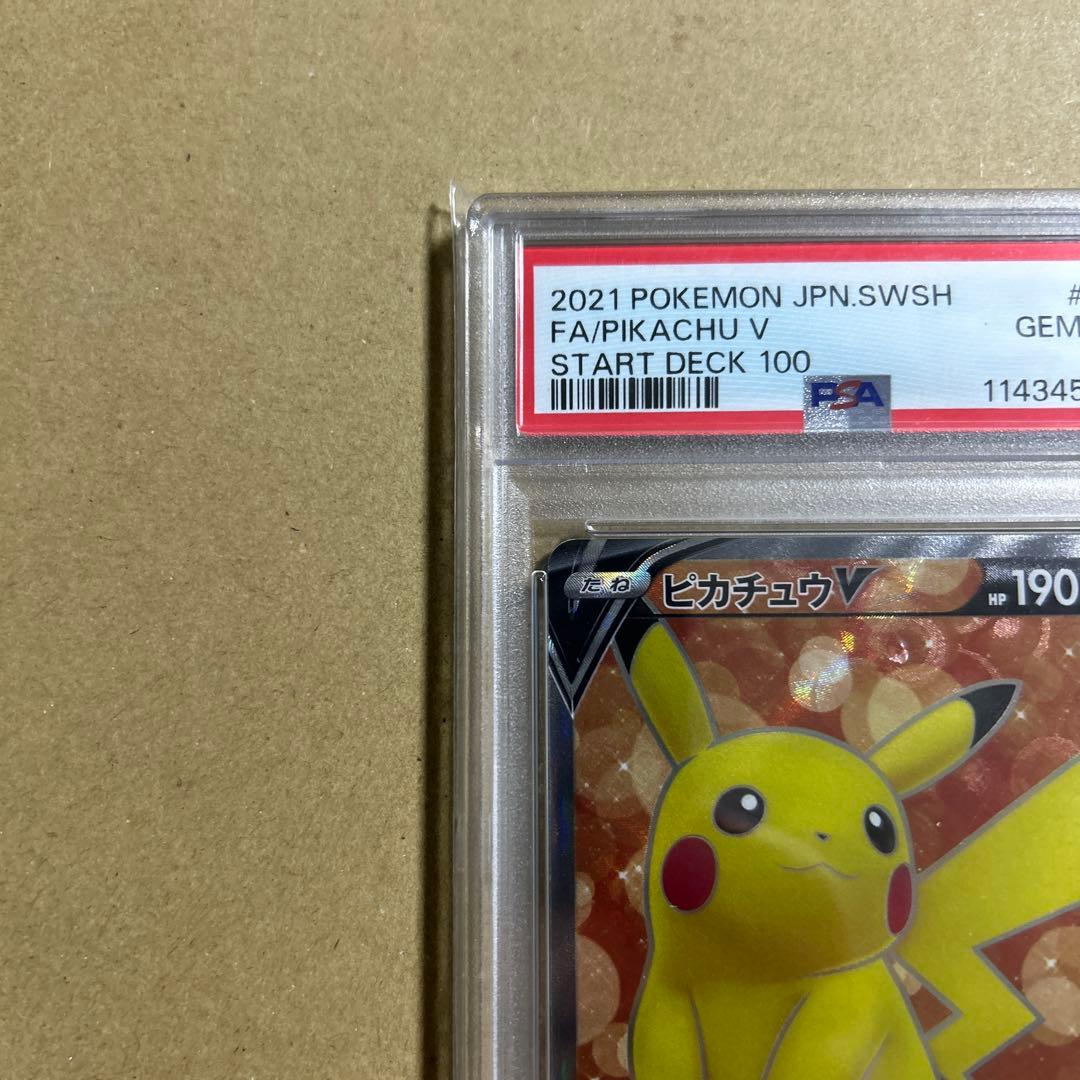 2021 POKEMON JPN.SWSH #
FA/PIKACHU V GEM
START DECK 100
PSA 114345
たね ピカチュウV HP 190